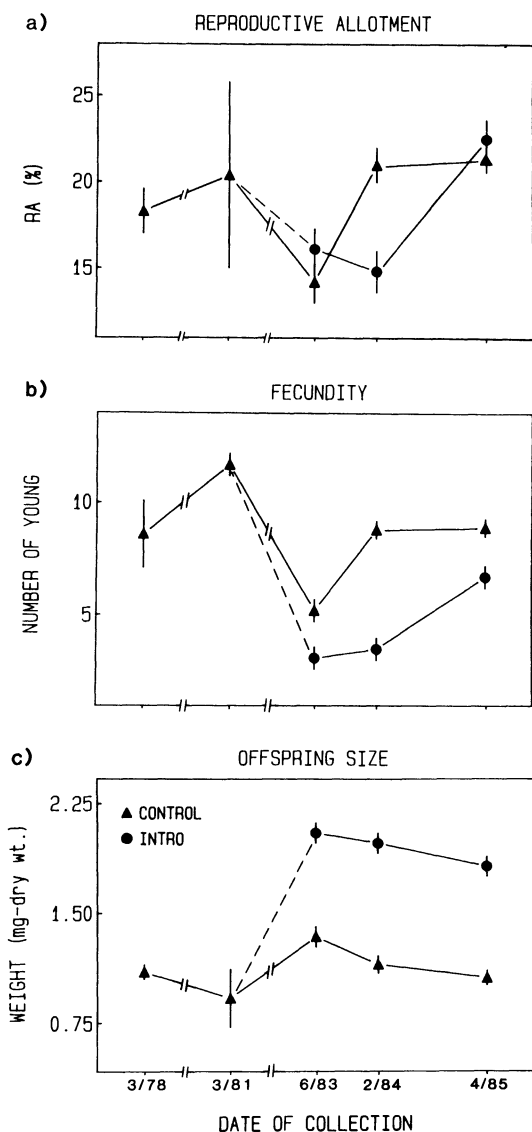 a) REPRODUCTIVE ALLOTMENT
25
20
15
RA (%)
b) FECUNDITY
10
5
NUMBER OF YOUNG
c) OFFSPRING SIZE
2.25
1.50
0.75
WEIGHT (mg-dry wt.)
▲ CONTROL
● INTRO
3/78 3/81 6/83 2/84 4/85
DATE OF COLLECTION